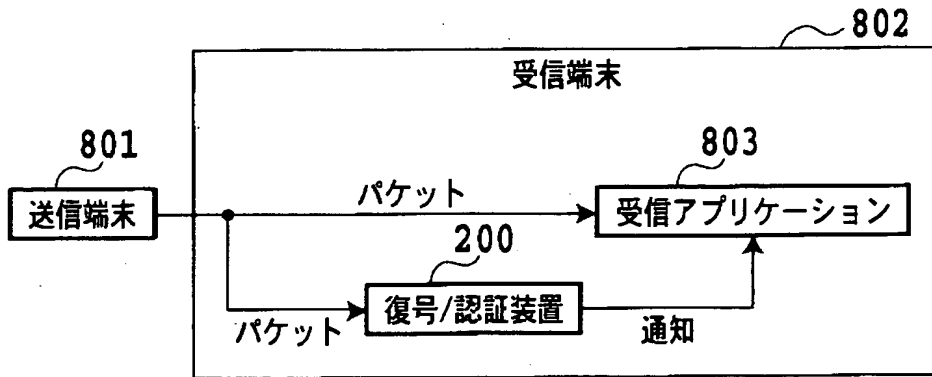 802
受信端末
801
803
送信端末
パケット
受信アプリケーション
200
パケット
復号/認証装置
通知